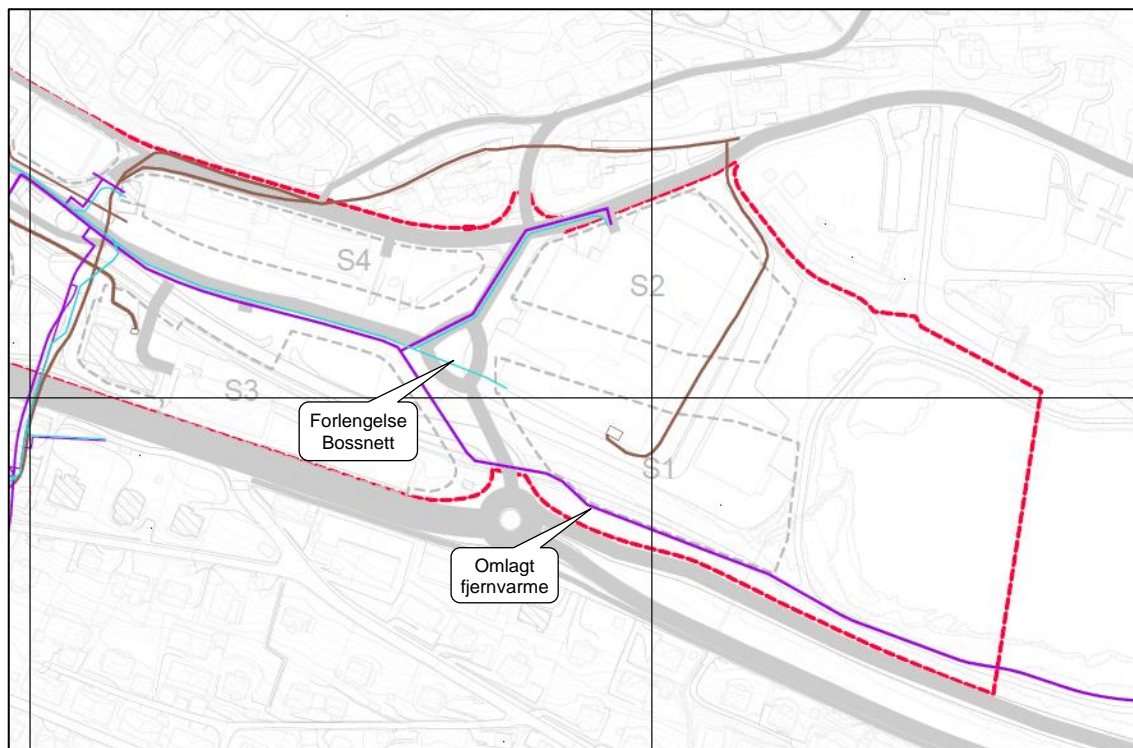 S4
S2
S3
Forlengelse
Bossnett
S1
Omlagt
fjernvarme